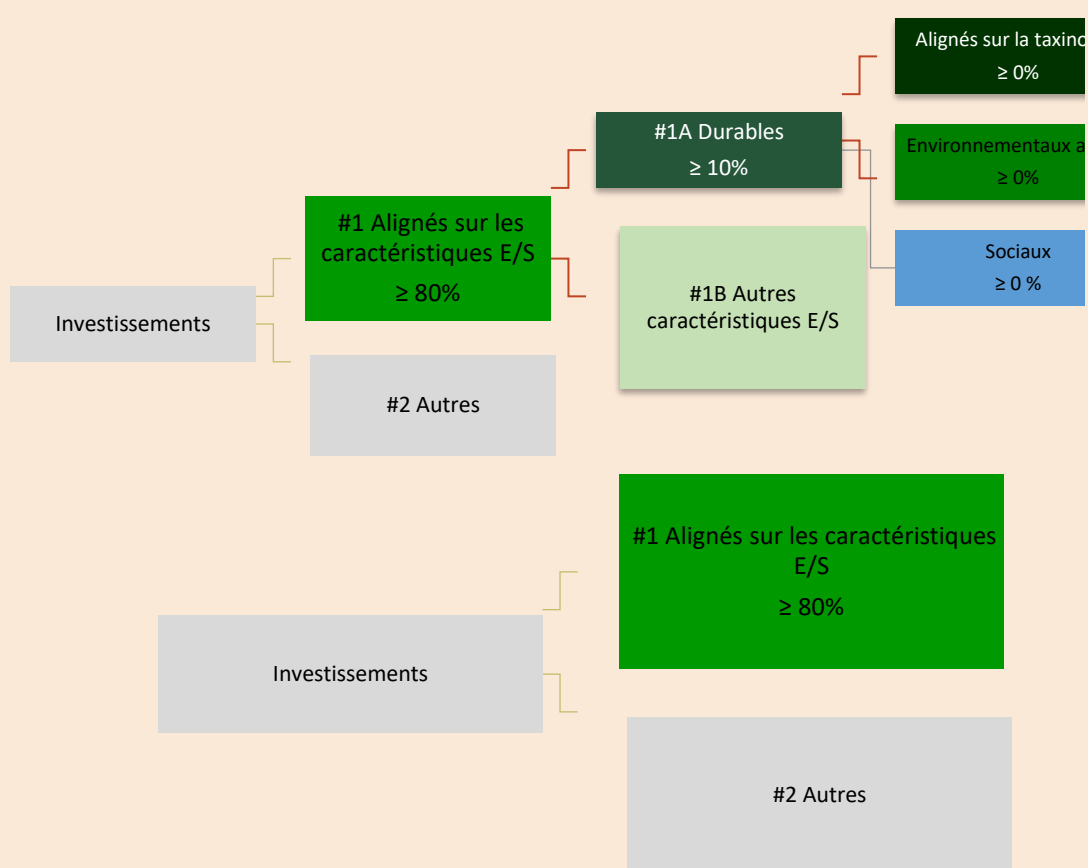 Alignés sur la
≥ 0%
#1A Durables
≥ 10%
Environnementaux
≥ 0%
#1 Alignés sur les
caractéristiques E/S
≥ 80%
Sociaux
≥ 0 %
#1B Autres
caractéristiques E/S
Investissements
#2 Autres
#1 Alignés sur les caractéristiques
E/S
≥ 80%
Investissements
#2 Autres